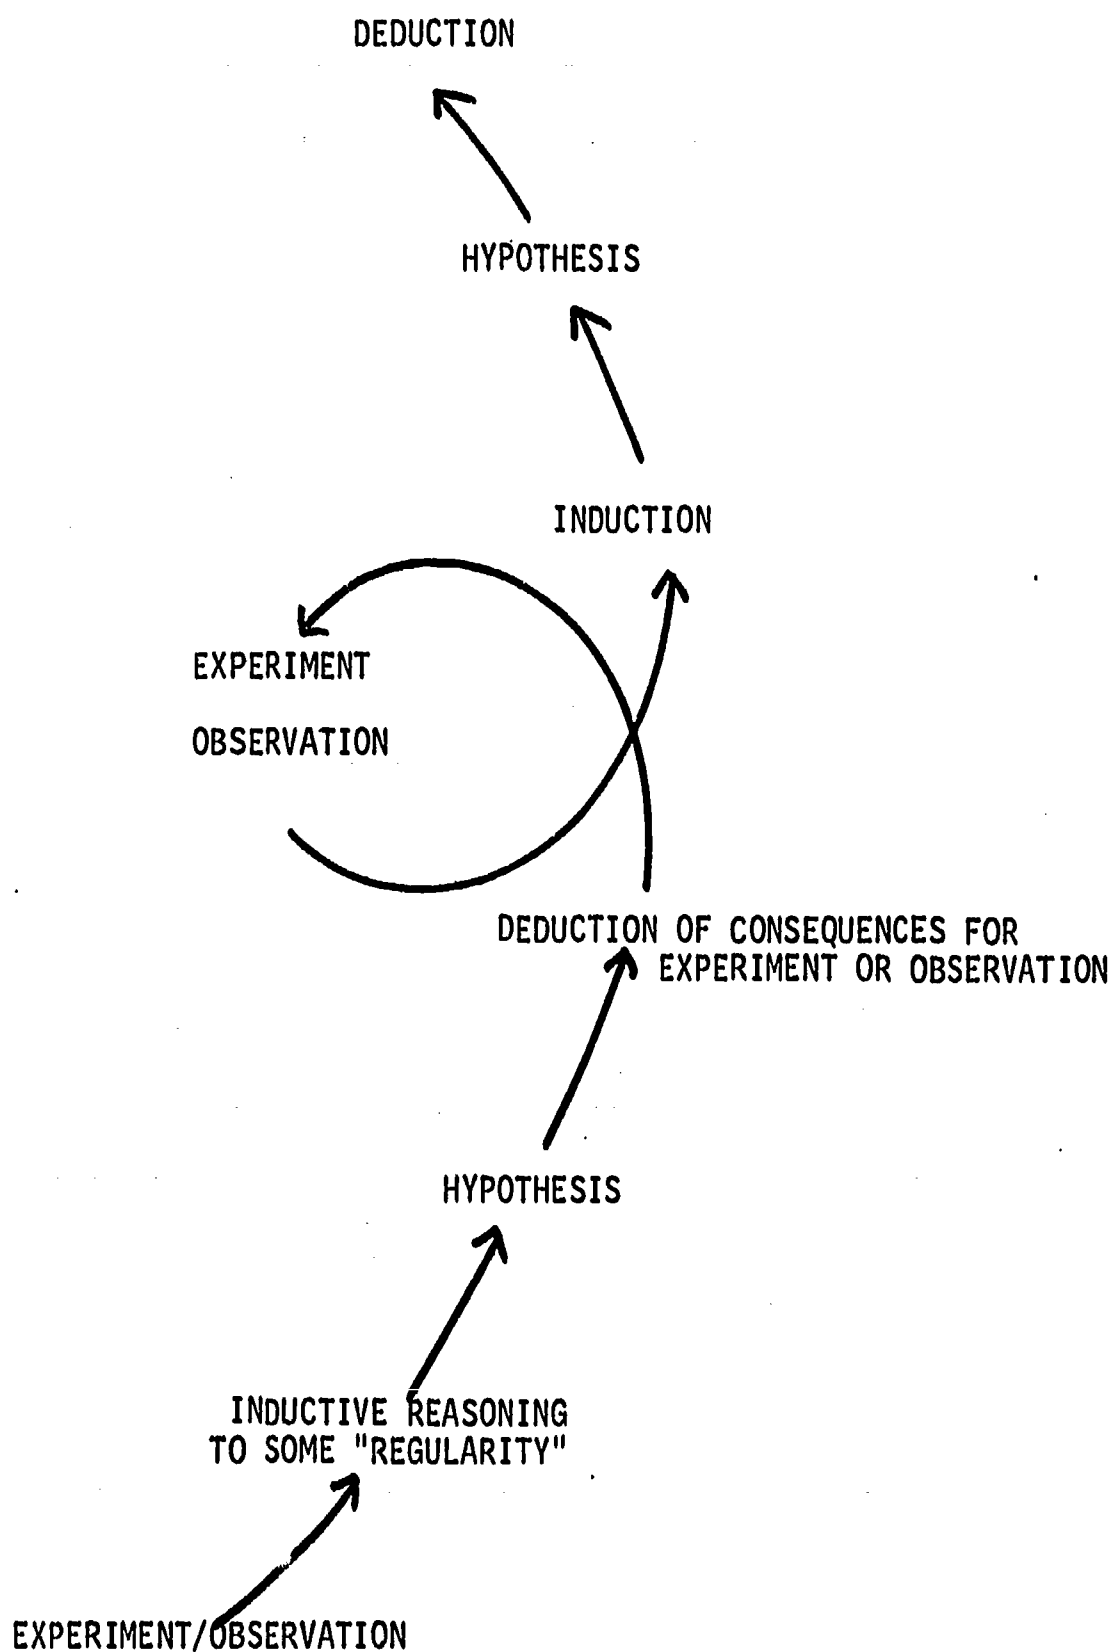 DEDUCTION
HYPOTHESIS
INDUCTION
EXPERIMENT
OBSERVATION
DEDUCTION OF CONSEQUENCES FOR
EXPERIMENT OR OBSERVATION
HYPOTHESIS
INDUCTIVE REASONING
TO SOME "REGULARITY"
EXPERIMENT/OBSERVATION